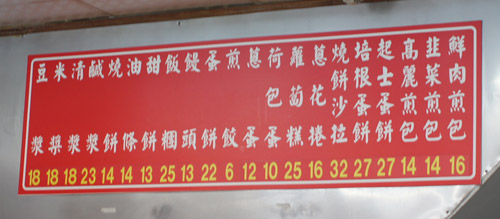 鮮肉煎包 16
韭菜煎包 14
高麗煎包 14
起士蛋餅 27
培根蛋餅 27
燒餅沙拉 32
蔥花捲 16
蘿蔔糕 25
荷包蛋 10
蔥蛋 12
煎餃 6
蛋餅 22
饅頭 13
飯糰 25
甜餅 13
油條 14
燒餅 14
鹹漿 23
清漿 18
米漿 18
豆漿 18